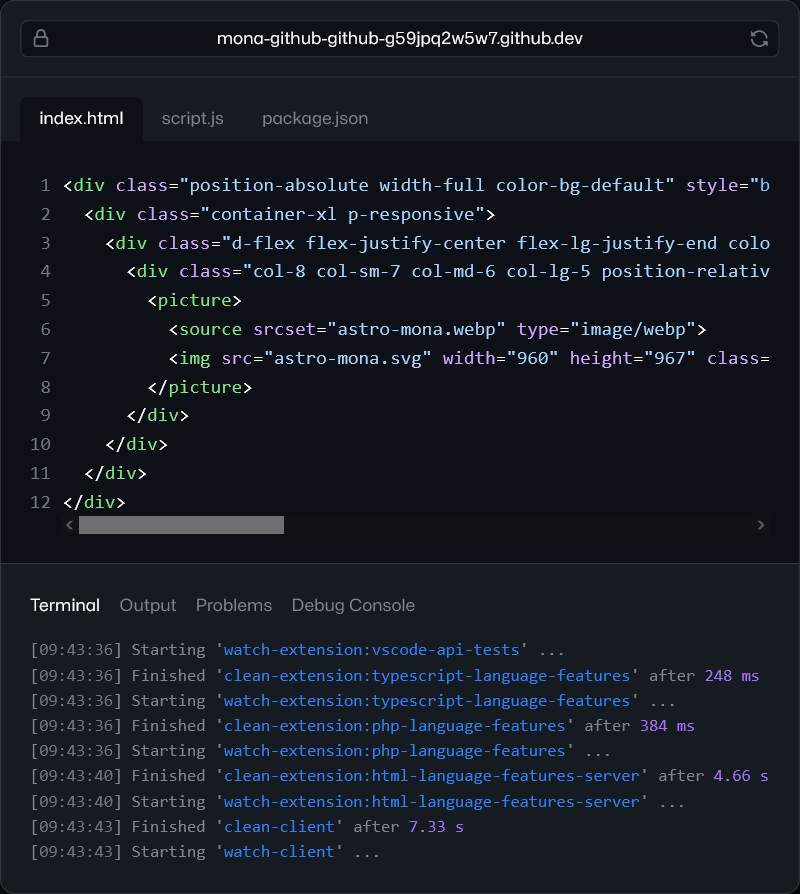 mona-github-github-g59jpq2w5w7.github.dev
index.html script.js package.json
1 <div class="position-absolute width-full color-bg-default" style="b
2 <div class="container-xl p-responsive">
3 <div class="d-flex flex-justify-center flex-lg-justify-end colo
4 <div class="col-8 col-sm-7 col-md-6 col-lg-5 position-relativ
5 <picture>
6 <source srcset="astro-mona.webp" type="image/webp">
7 <img src="astro-mona.svg" width="960" height="967" class=
8 </picture>
9 </div>
10 </div>
11 </div>
12 </div>
Terminal Output Problems Debug Console
[09:43:36] Starting 'watch-extension:vscode-api-tests' ...
[09:43:36] Finished 'clean-extension:typescript-language-features' after 248 ms
[09:43:36] Starting 'watch-extension:typescript-language-features' ...
[09:43:36] Finished 'clean-extension:php-language-features' after 384 ms
[09:43:36] Starting 'watch-extension:php-language-features' ...
[09:43:40] Finished 'clean-extension:html-language-features-server' after 4.66 s
[09:43:40] Starting 'watch-extension:html-language-features-server' ...
[09:43:43] Finished 'clean-client' after 7.33 s
[09:43:43] Starting 'watch-client' ...